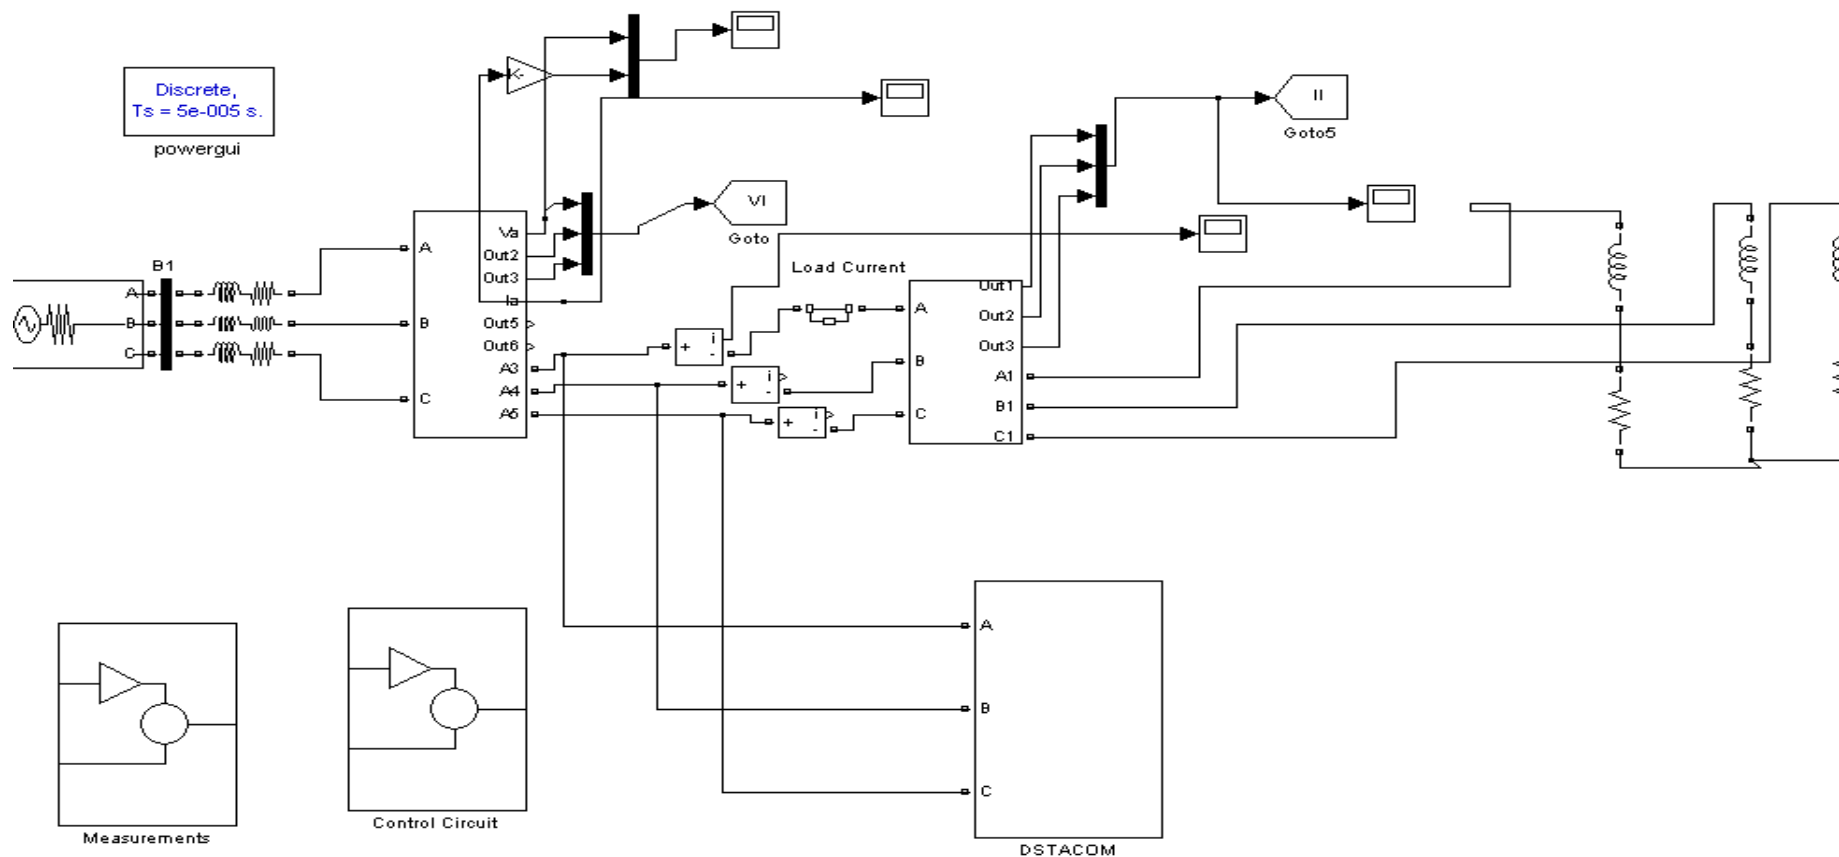 Discrete,
Ts = 5e-005 s.
powergui
B1
A
B
C
K-
A
B
C
Va
Out2
Out3
Ia
Out5
Out6
A3
A4
A5
VI
Goto
Load Current
+
i
-
+
i
-
+
i
-
A
B
C
Out1
Out2
Out3
A1
B1
C1
II
Goto5
Measurements
Control Circuit
A
B
C
DSTACOM